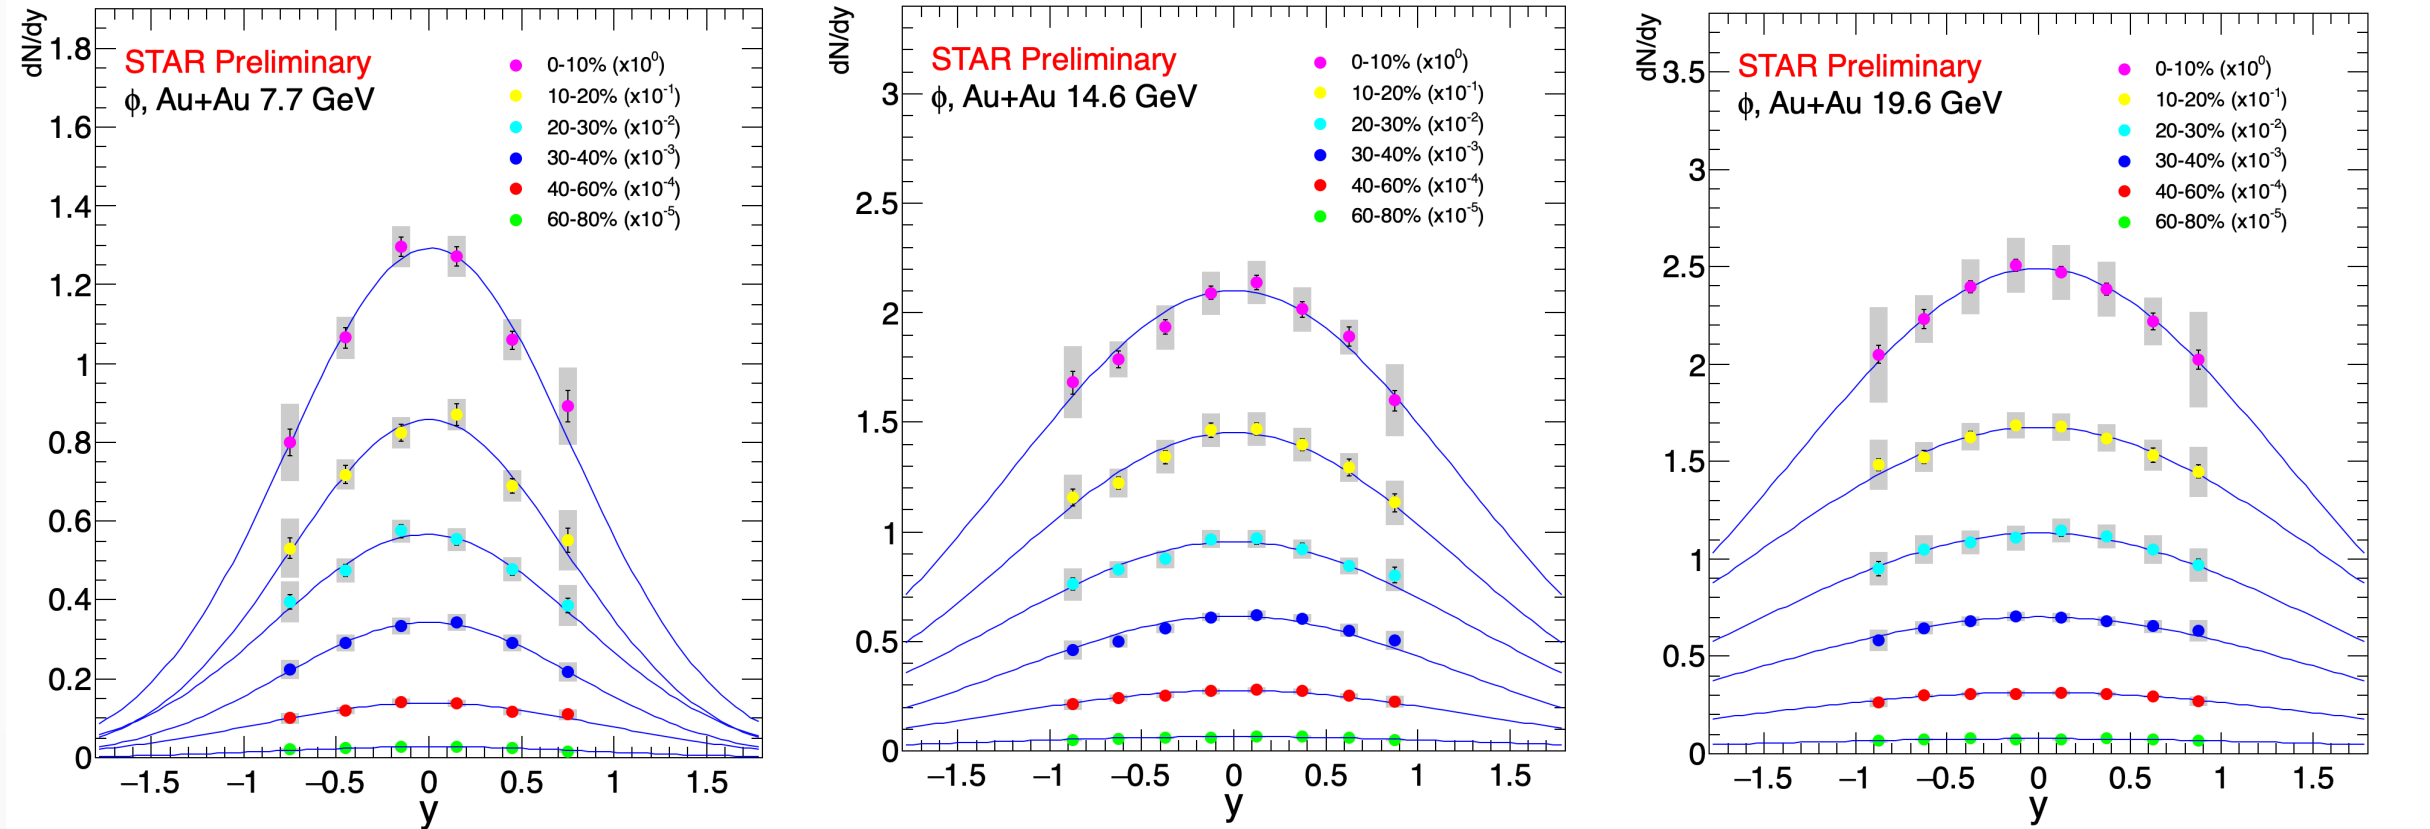 dN/dy
STAR Preliminary
ϕ, Au+Au 7.7 GeV
0-10% (x10⁰)
10-20% (x10⁻¹)
20-30% (x10⁻²)
30-40% (x10⁻³)
40-60% (x10⁻⁴)
60-80% (x10⁻⁵)
1.8
1.6
1.4
1.2
1
0.8
0.6
0.4
0.2
0
−1.5 −1 −0.5 0 0.5 1 1.5
y
dN/dy
STAR Preliminary
ϕ, Au+Au 14.6 GeV
0-10% (x10⁰)
10-20% (x10⁻¹)
20-30% (x10⁻²)
30-40% (x10⁻³)
40-60% (x10⁻⁴)
60-80% (x10⁻⁵)
3
2.5
2
1.5
1
0.5
0
−1.5 −1 −0.5 0 0.5 1 1.5
y
dN/dy
STAR Preliminary
ϕ, Au+Au 19.6 GeV
0-10% (x10⁰)
10-20% (x10⁻¹)
20-30% (x10⁻²)
30-40% (x10⁻³)
40-60% (x10⁻⁴)
60-80% (x10⁻⁵)
3.5
3
2.5
2
1.5
1
0.5
0
−1.5 −1 −0.5 0 0.5 1 1.5
y